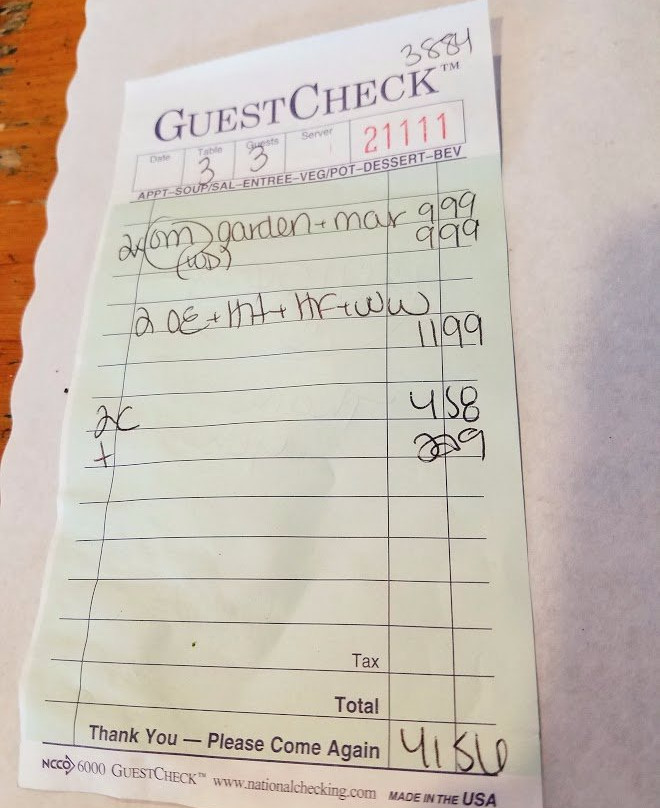 3884
GUESTCHECK™
Date Table Guests Server
3 3 21111
APPT-SOUP/SAL-ENTREE-VEG/POT-DESSERT-BEV
2x om garden + mar 9 99
9 99
2 OE + HH + HF + WW
11 99
2C 4 58
+ 9
Tax
Total
Thank You — Please Come Again 41 56
NCCO 6000 GUESTCHECK™ www.nationalchecking.com MADE IN THE USA